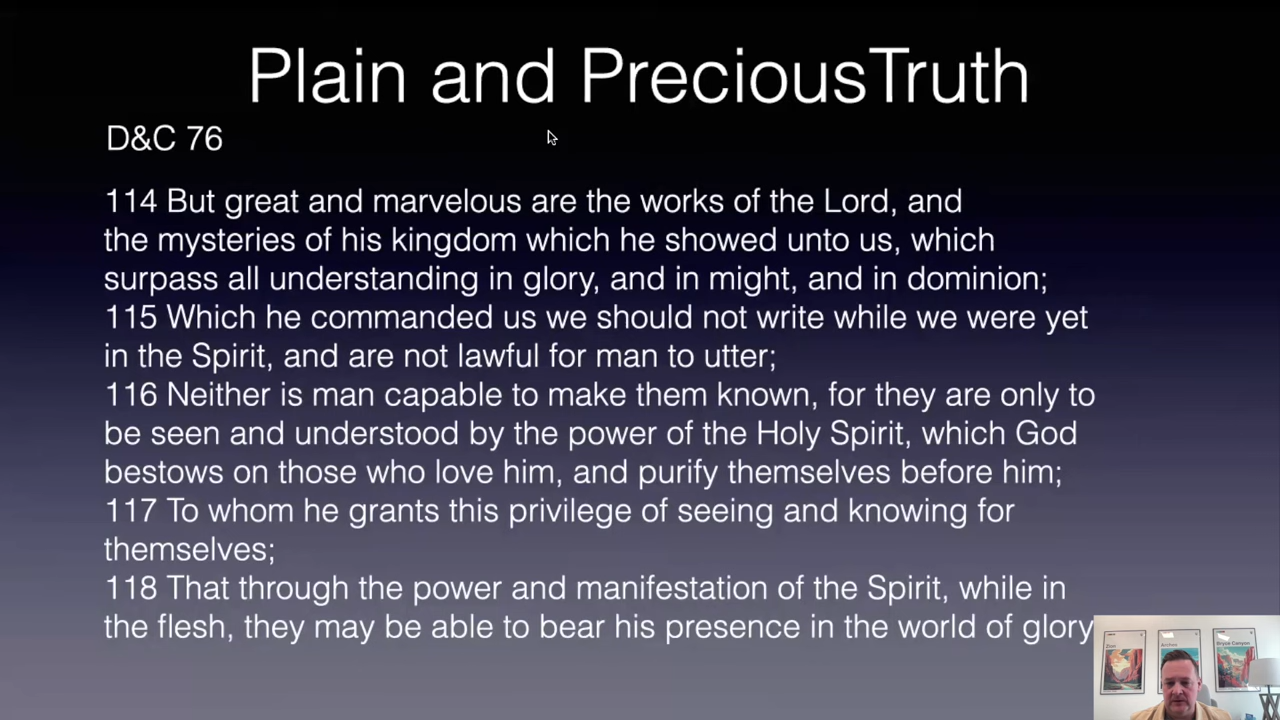 Plain and PreciousTruth
D&C 76
114 But great and marvelous are the works of the Lord, and
the mysteries of his kingdom which he showed unto us, which
surpass all understanding in glory, and in might, and in dominion;
115 Which he commanded us we should not write while we were yet
in the Spirit, and are not lawful for man to utter;
116 Neither is man capable to make them known, for they are only to
be seen and understood by the power of the Holy Spirit, which God
bestows on those who love him, and purify themselves before him;
117 To whom he grants this privilege of seeing and knowing for
themselves;
118 That through the power and manifestation of the Spirit, while in
the flesh, they may be able to bear his presence in the world of glory
Zion
Arches
Bryce Canyon